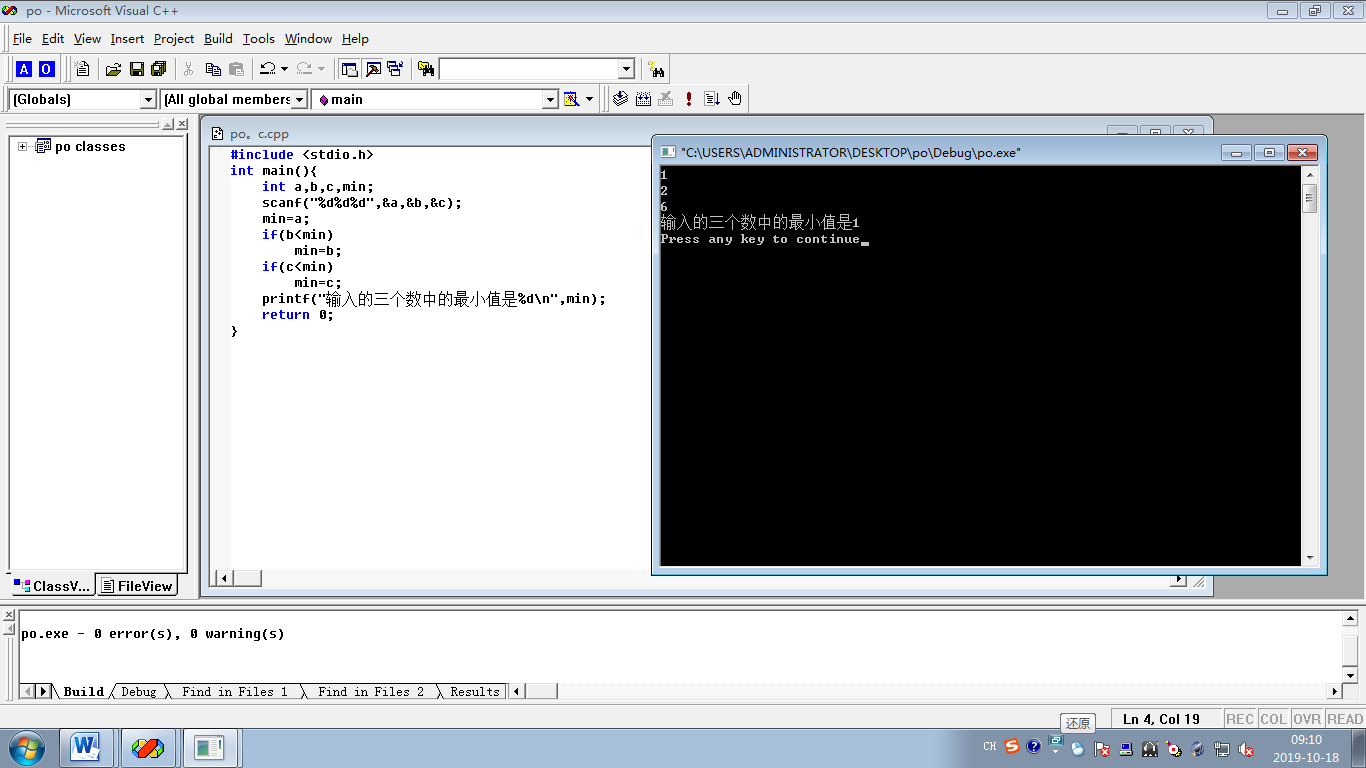 po - Microsoft Visual C++
File Edit View Insert Project Build Tools Window Help
A O
(Globals) (All global members main
po classes
po。c.cpp
#include <stdio.h>
int main(){
int a,b,c,min;
scanf("%d%d%d",&a,&b,&c);
min=a;
if(b<min)
min=b;
if(c<min)
min=c;
printf("输入的三个数中的最小值是%d\n",min);
return 0;
}
"C:\USERS\ADMINISTRATOR\DESKTOP\po\Debug\po.exe"
1
2
6
输入的三个数中的最小值是1
Press any key to continue
ClassV... FileView
po.exe - 0 error(s), 0 warning(s)
Build Debug Find in Files 1 Find in Files 2 Results
还原
Ln 4, Col 19 REC COL OVR READ
CH
09:10
2019-10-18